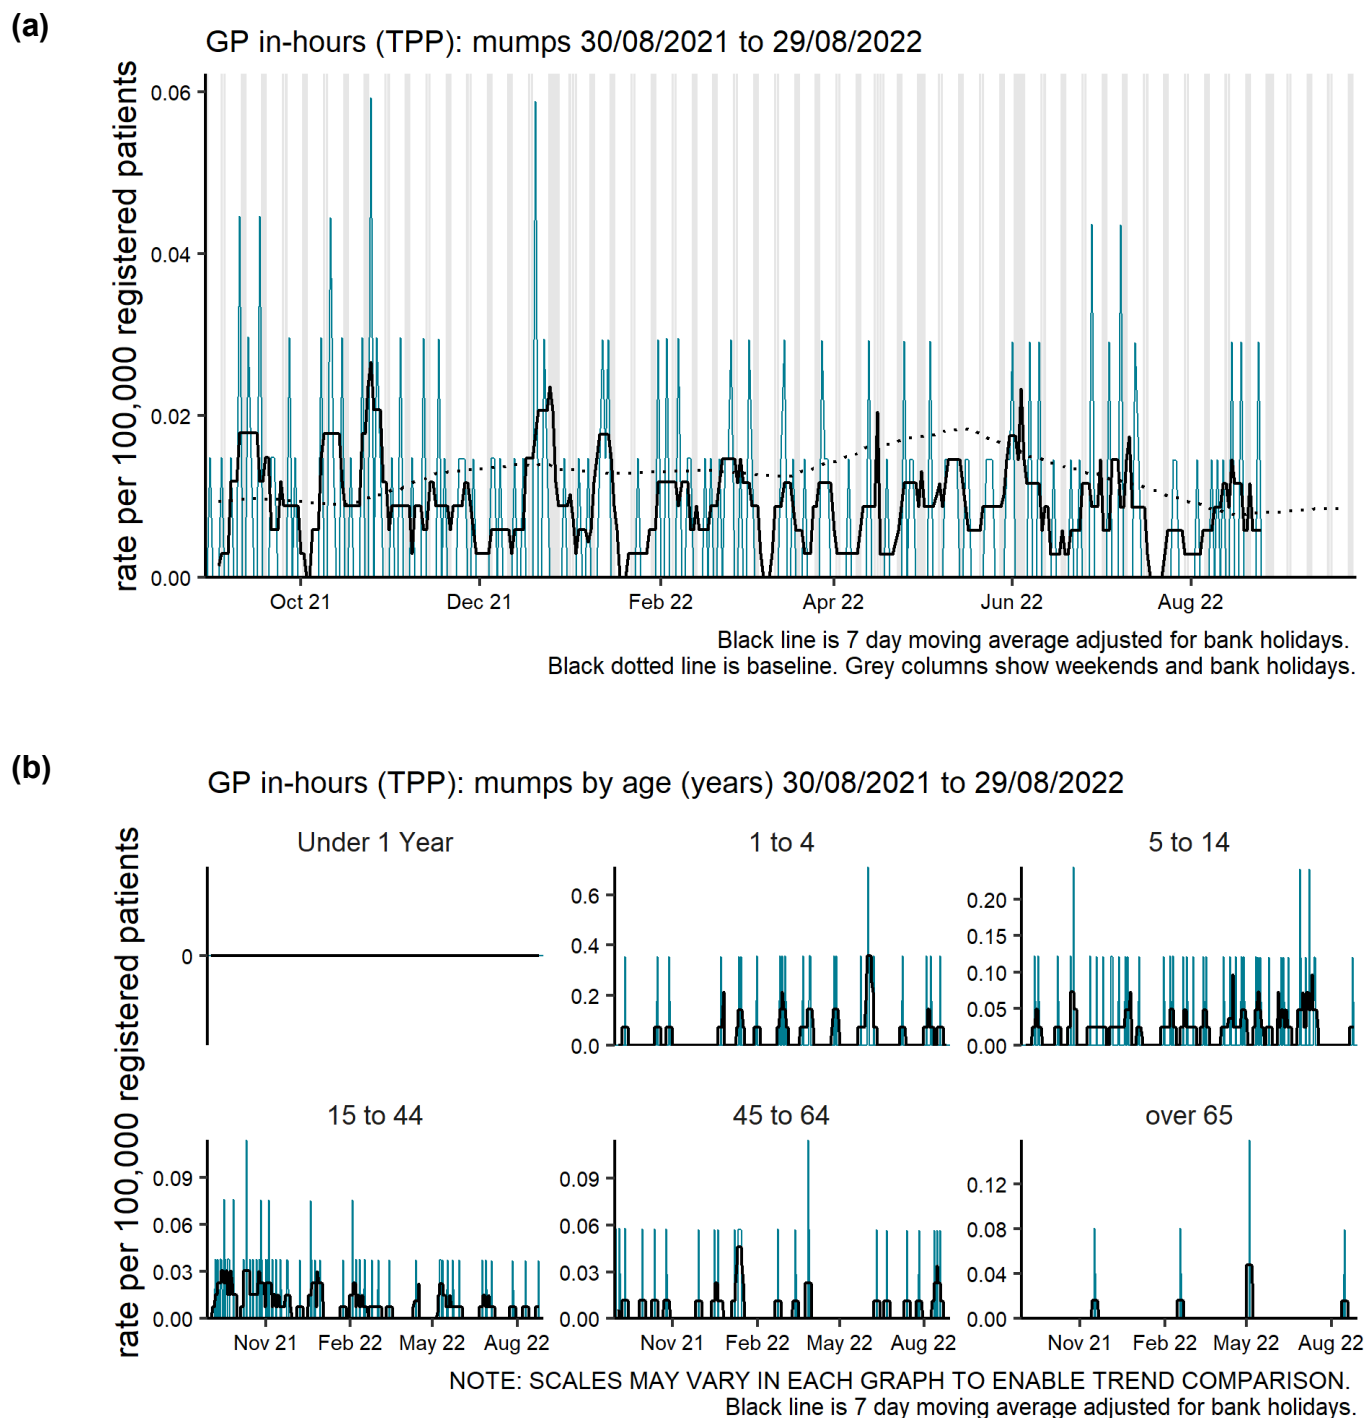 (a)
GP in-hours (TPP): mumps 30/08/2021 to 29/08/2022
rate per 100,000 registered patients
0.06
0.04
0.02
0.00
Oct 21
Dec 21
Feb 22
Apr 22
Jun 22
Aug 22
Black line is 7 day moving average adjusted for bank holidays.
Black dotted line is baseline. Grey columns show weekends and bank holidays.
(b)
GP in-hours (TPP): mumps by age (years) 30/08/2021 to 29/08/2022
rate per 100,000 registered patients
Under 1 Year
0
1 to 4
0.6
0.4
0.2
0.0
5 to 14
0.20
0.15
0.10
0.05
0.00
15 to 44
0.09
0.06
0.03
0.00
Nov 21
Feb 22
May 22
Aug 22
45 to 64
0.09
0.06
0.03
0.00
Nov 21
Feb 22
May 22
Aug 22
over 65
0.12
0.08
0.04
0.00
Nov 21
Feb 22
May 22
Aug 22
NOTE: SCALES MAY VARY IN EACH GRAPH TO ENABLE TREND COMPARISON.
Black line is 7 day moving average adjusted for bank holidays.